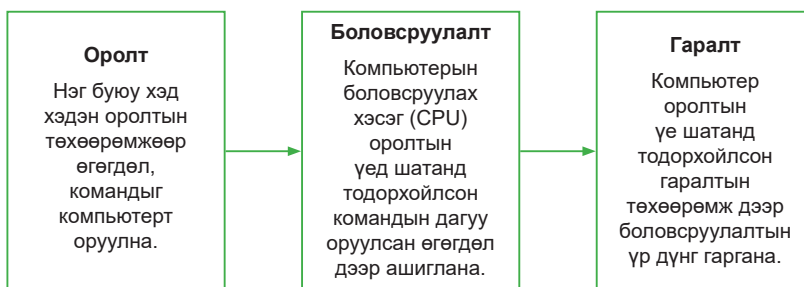 Оролт
Нэг буюу хэд
хэдэн оролтын
төхөөрөмжөөр
өгөгдөл,
командыг
компьютерт
оруулна.
Боловсруулалт
Компьютерын
боловсруулах
хэсэг (CPU)
оролтын
үед шатанд
тодорхойлсон
командын дагуу
оруулсан өгөгдөл
дээр ашиглана.
Гаралт
Компьютер
оролтын
үе шатанд
тодорхойлсон
гаралтын
төхөөрөмж дээр
боловсруулалтын
үр дүнг гаргана.